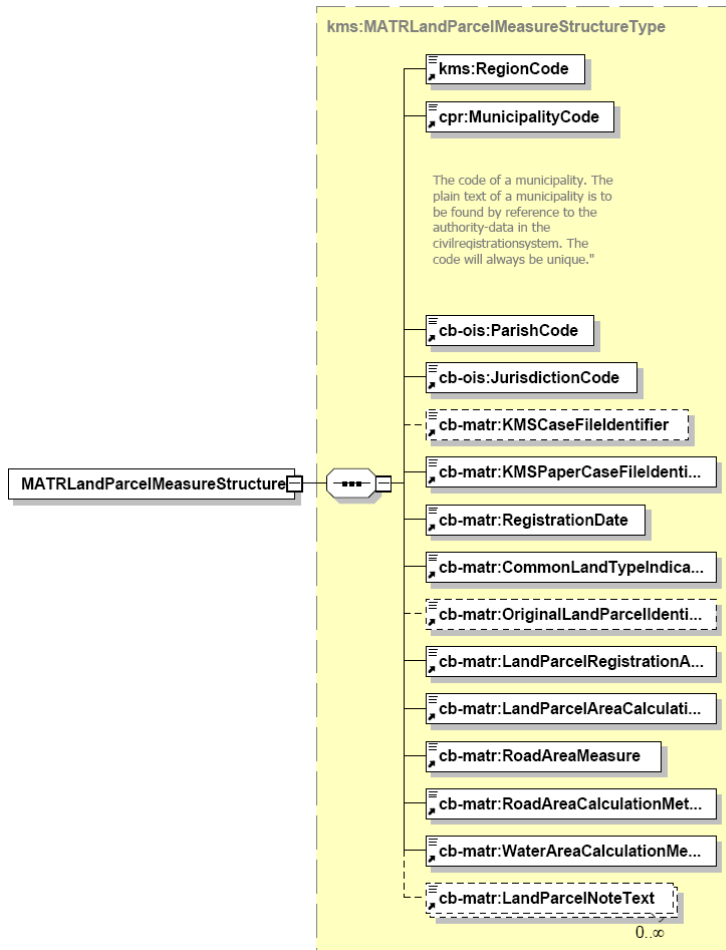 kms:MATRLandParcelMeasureStructureType
kms:RegionCode
cpr:MunicipalityCode
The code of a municipality. The
plain text of a municipality is to
be found by reference to the
authority-data in the
civilregistrationsystem. The
code will always be unique."
cb-ois:ParishCode
cb-ois:JurisdictionCode
cb-matr:KMSCaseFileIdentifier
MATRLandParcelMeasureStructure
cb-matr:KMSPaperCaseFileIdenti...
cb-matr:RegistrationDate
cb-matr:CommonLandTypeIndica...
cb-matr:OriginalLandParcelIdenti...
cb-matr:LandParcelRegistrationA...
cb-matr:LandParcelAreaCalculati...
cb-matr:RoadAreaMeasure
cb-matr:RoadAreaCalculationMet...
cb-matr:WaterAreaCalculationMe...
cb-matr:LandParcelNoteText
0..∞